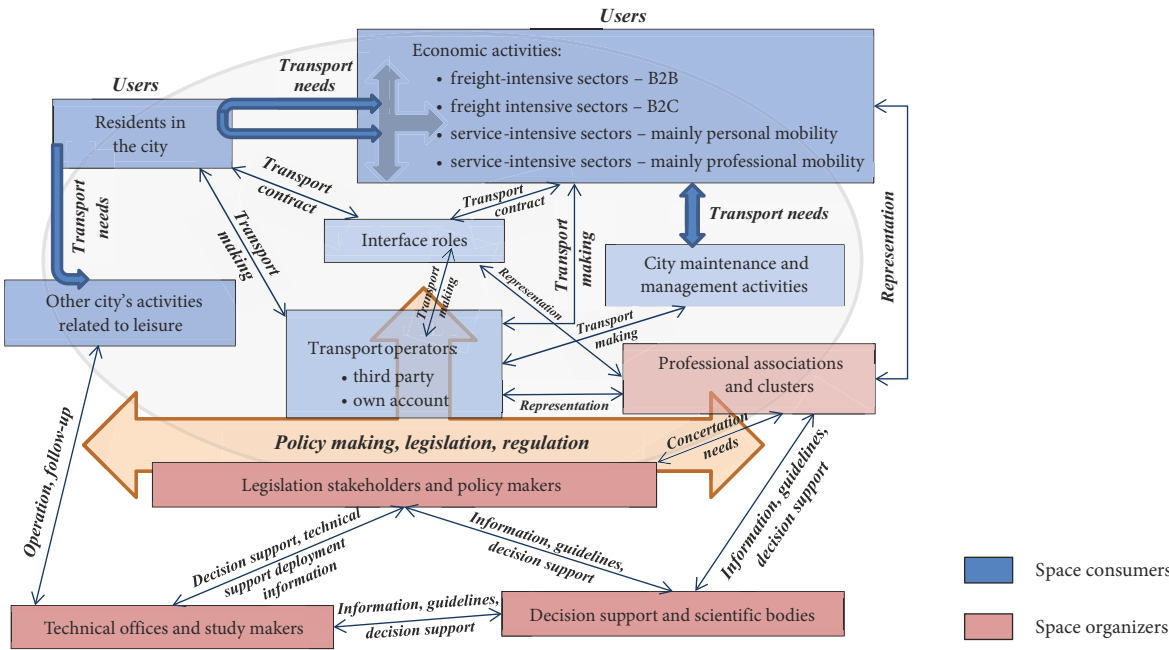 Users
Economic activities:
• freight-intensive sectors – B2B
• freight intensive sectors – B2C
• service-intensive sectors – mainly personal mobility
• service-intensive sectors – mainly professional mobility
Users
Transport
needs
Residents in
the city
Transport needs
Transport
contract
Transport
contract
Transport
making
Interface roles
Transport
making
Transport needs
Representation
City maintenance and
management activities
Other city's activities
related to leisure
Transport
making
Representation
Transport operators:
• third party
• own account
Transport
making
Professional associations
and clusters
Representation
Policy making, legislation, regulation
Concertation
needs
Legislation stakeholders and policy makers
Operation, follow-up
Decision support, technical
support deployment
information
Information, guidelines,
decision support
Information, guidelines,
decision support
Technical offices and study makers
Information, guidelines,
decision support
Decision support and scientific bodies
Space consumers
Space organizers